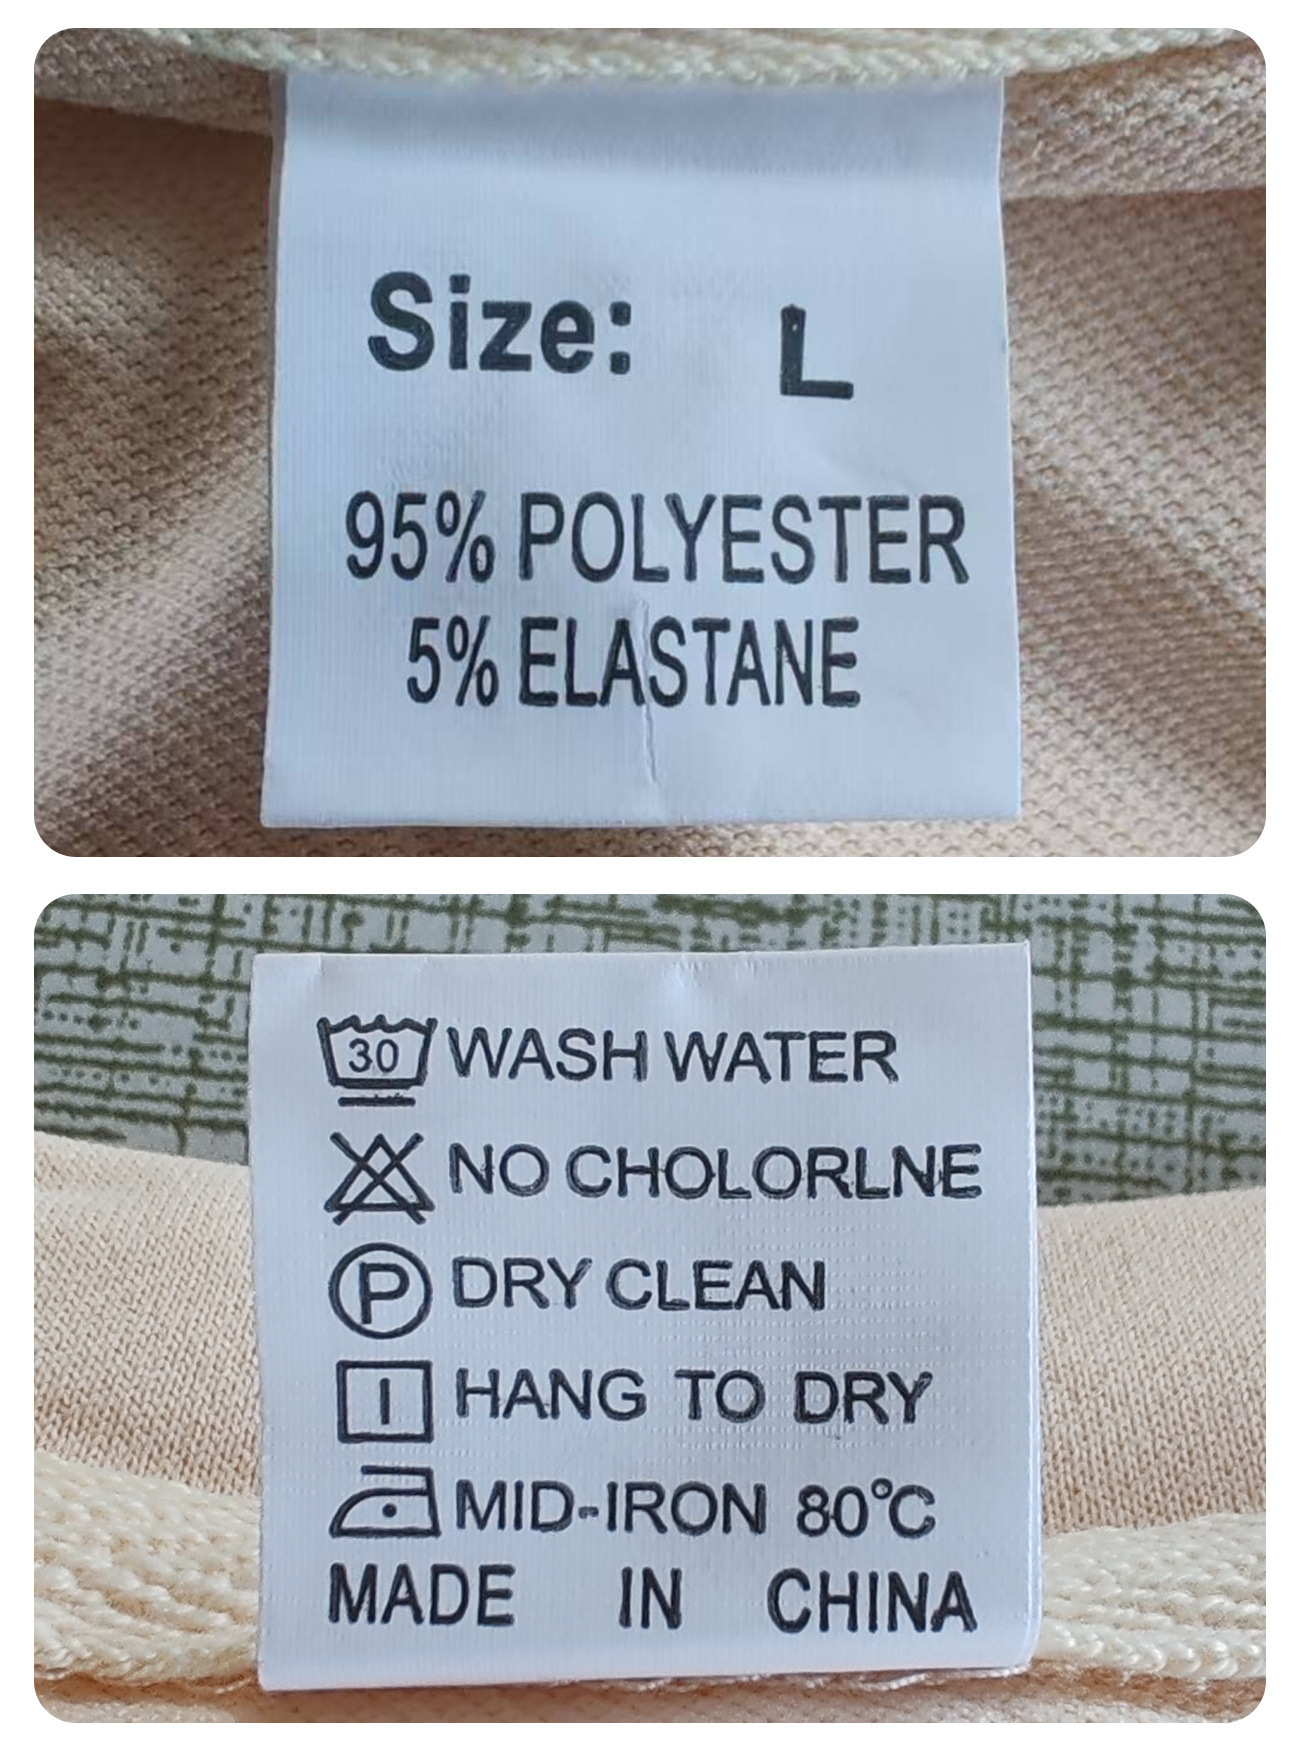 Size: L
95% POLYESTER
5% ELASTANE
30 WASH WATER
NO CHOLORLNE
P DRY CLEAN
HANG TO DRY
MID-IRON 80°C
MADE IN CHINA